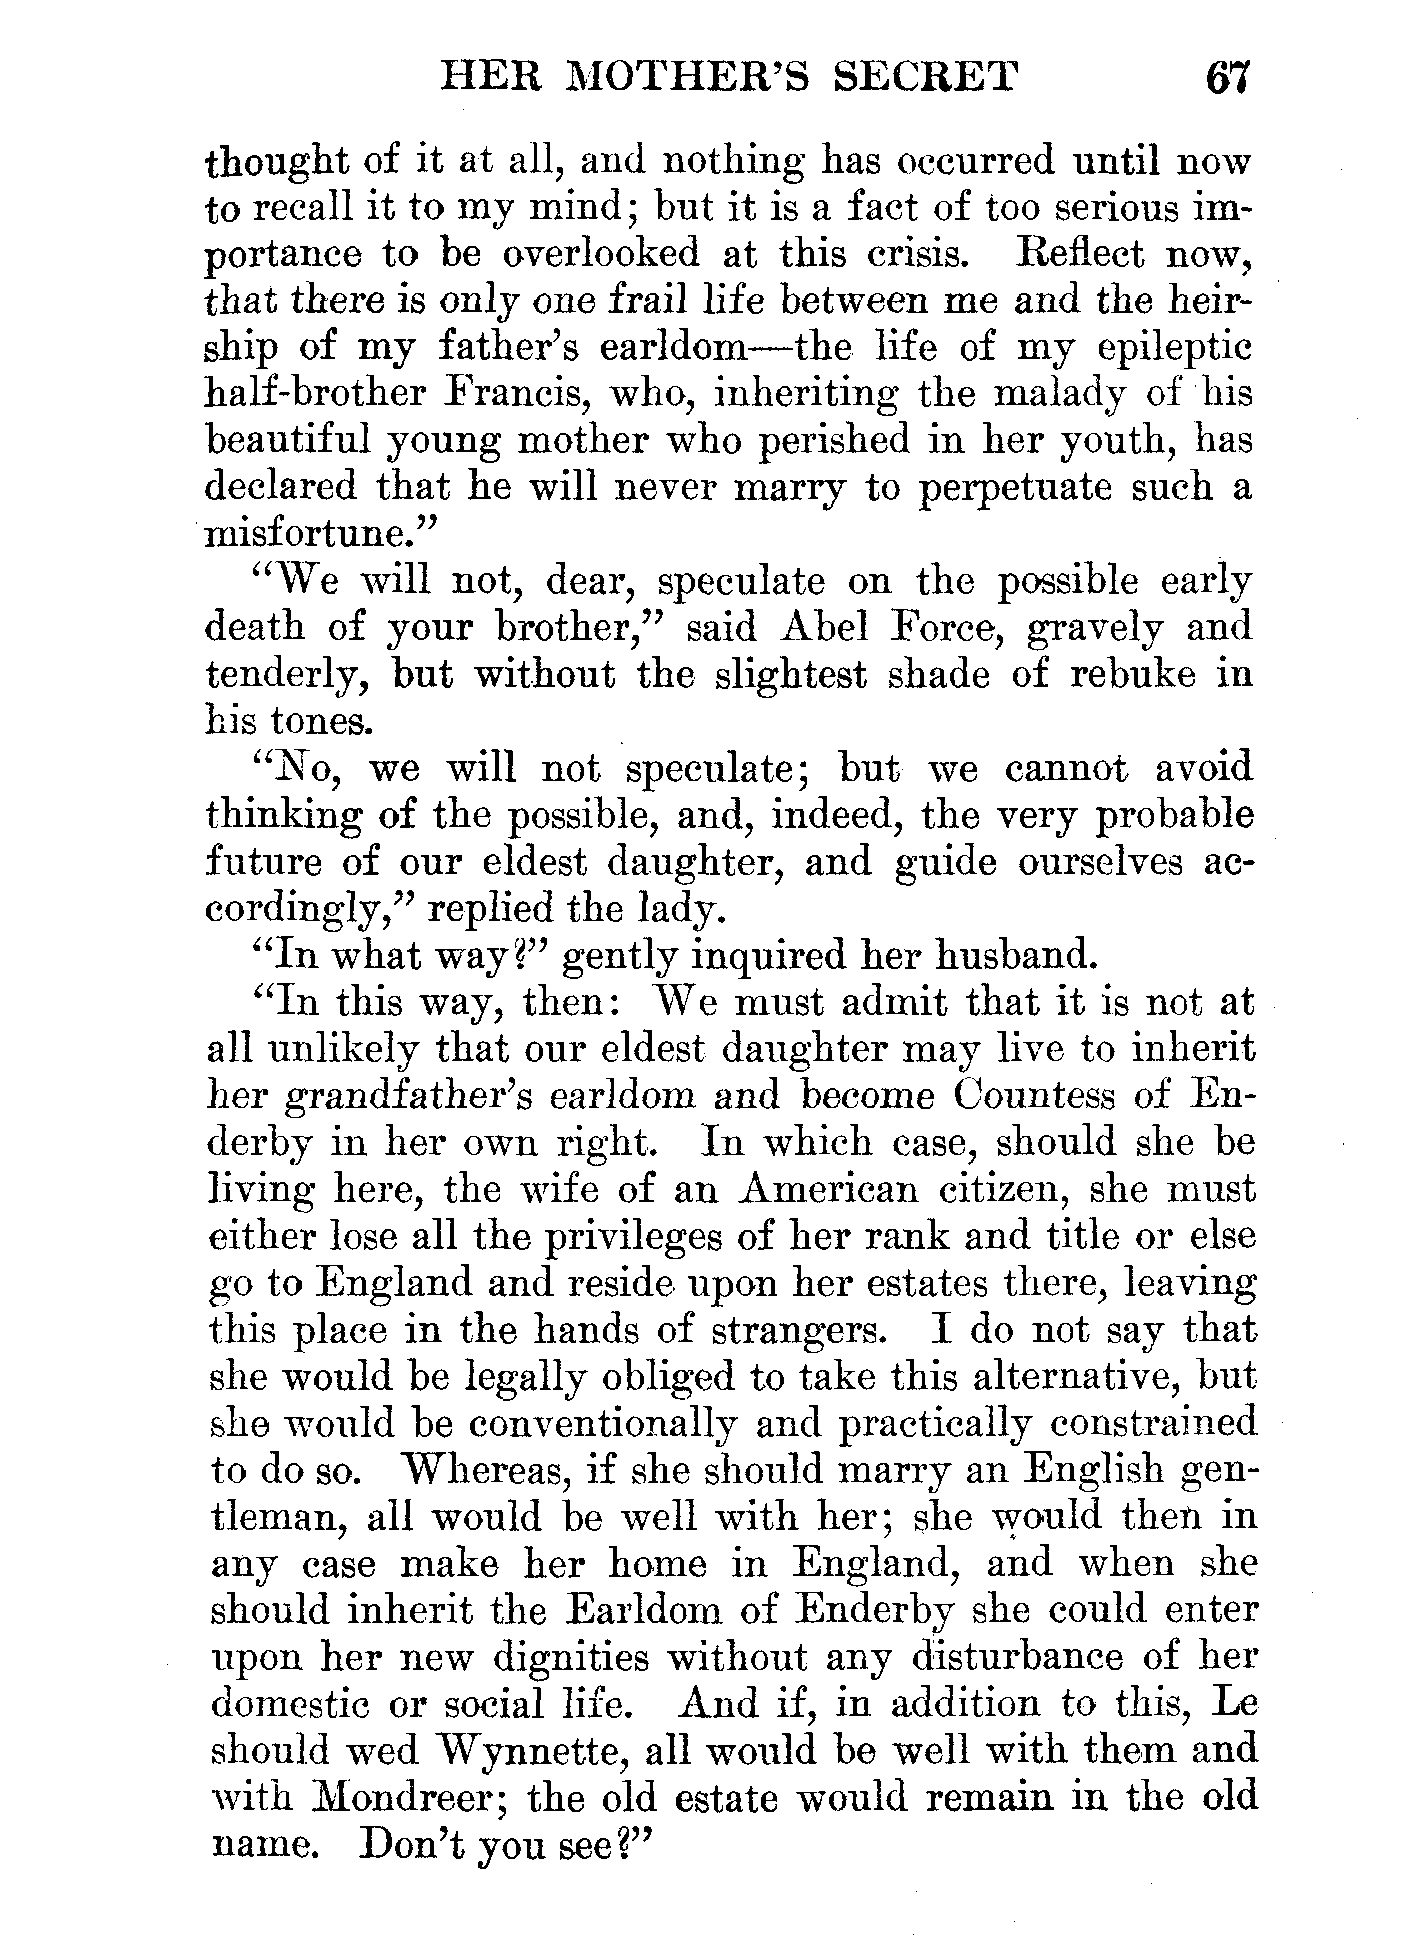 HER MOTHER'S SECRET 67
thought of it at all, and nothing has occurred until now
to recall it to my mind; but it is a fact of too serious im-
portance to be overlooked at this crisis. Reflect now,
that there is only one frail life between me and the heir-
ship of my father's earldom—the life of my epileptic
half-brother Francis, who, inheriting the malady of his
beautiful young mother who perished in her youth, has
declared that he will never marry to perpetuate such a
misfortune."
"We will not, dear, speculate on the possible early
death of your brother," said Abel Force, gravely and
tenderly, but without the slightest shade of rebuke in
his tones.
"No, we will not speculate; but we cannot avoid
thinking of the possible, and, indeed, the very probable
future of our eldest daughter, and guide ourselves ac-
cordingly," replied the lady.
"In what way?" gently inquired her husband.
"In this way, then: We must admit that it is not at
all unlikely that our eldest daughter may live to inherit
her grandfather's earldom and become Countess of En-
derby in her own right. In which case, should she be
living here, the wife of an American citizen, she must
either lose all the privileges of her rank and title or else
go to England and reside upon her estates there, leaving
this place in the hands of strangers. I do not say that
she would be legally obliged to take this alternative, but
she would be conventionally and practically constrained
to do so. Whereas, if she should marry an English gen-
tleman, all would be well with her; she would then in
any case make her home in England, and when she
should inherit the Earldom of Enderby she could enter
upon her new dignities without any disturbance of her
domestic or social life. And if, in addition to this, Le
should wed Wynnette, all would be well with them and
with Mondreer; the old estate would remain in the old
name. Don't you see?"